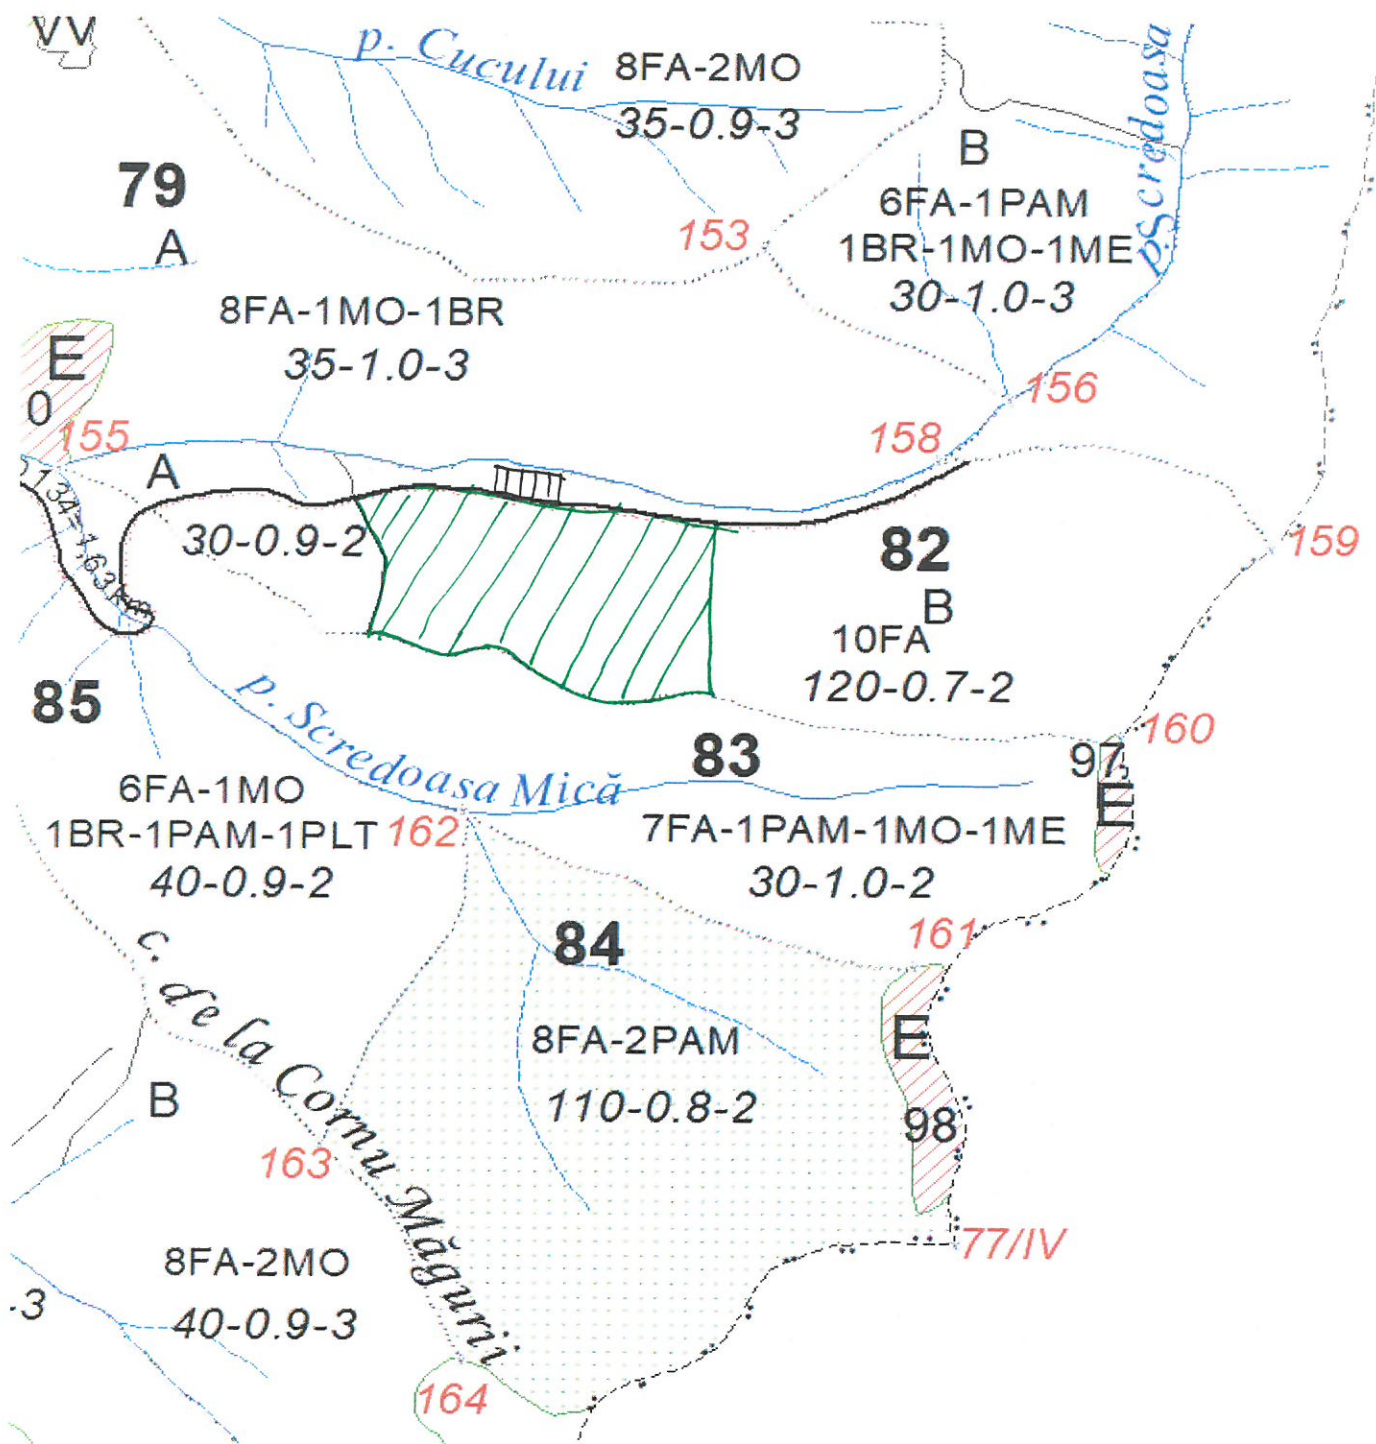 VV
p. Cucului
8FA-2MO
35-0.9-3
p.Scredoasa
B
79
A
153
6FA-1PAM
1BR-1MO-1ME
30-1.0-3
8FA-1MO-1BR
35-1.0-3
E
0
155
156
158
A
134=1,63km
30-0.9-2
82
B
159
10FA
120-0.7-2
85
p. Scredoasa Mică
83
160
97
E
6FA-1MO
1BR-1PAM-1PLT
40-0.9-2
162
7FA-1PAM-1MO-1ME
30-1.0-2
161
84
c. de la Cornu Măgurii
8FA-2PAM
110-0.8-2
E
98
B
163
77/IV
8FA-2MO
40-0.9-3
.3
164